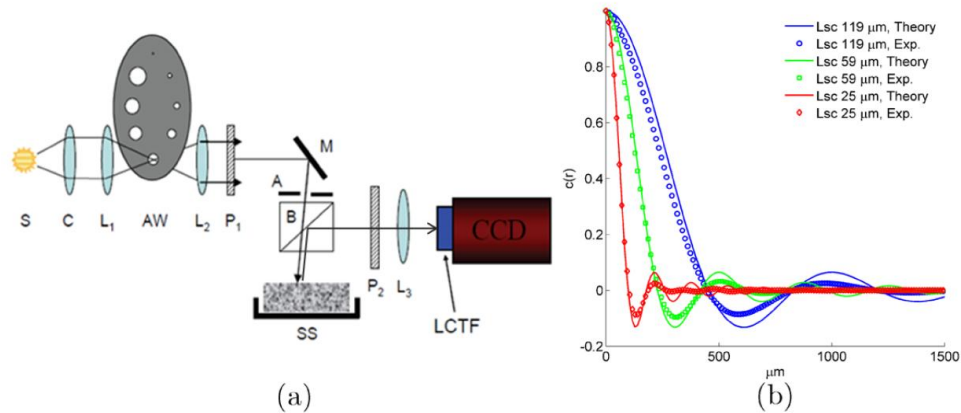 M
A
B
CCD
S
C
L1
AW
L2
P1
P2
L3
LCTF
SS
(a)
c(r)
0.8
0.6
0.4
0.2
0
-0.2
0
500
1000
1500
μm
Lsc 119 μm, Theory
Lsc 119 μm, Exp.
Lsc 59 μm, Theory
Lsc 59 μm, Exp.
Lsc 25 μm, Theory
Lsc 25 μm, Exp.
(b)